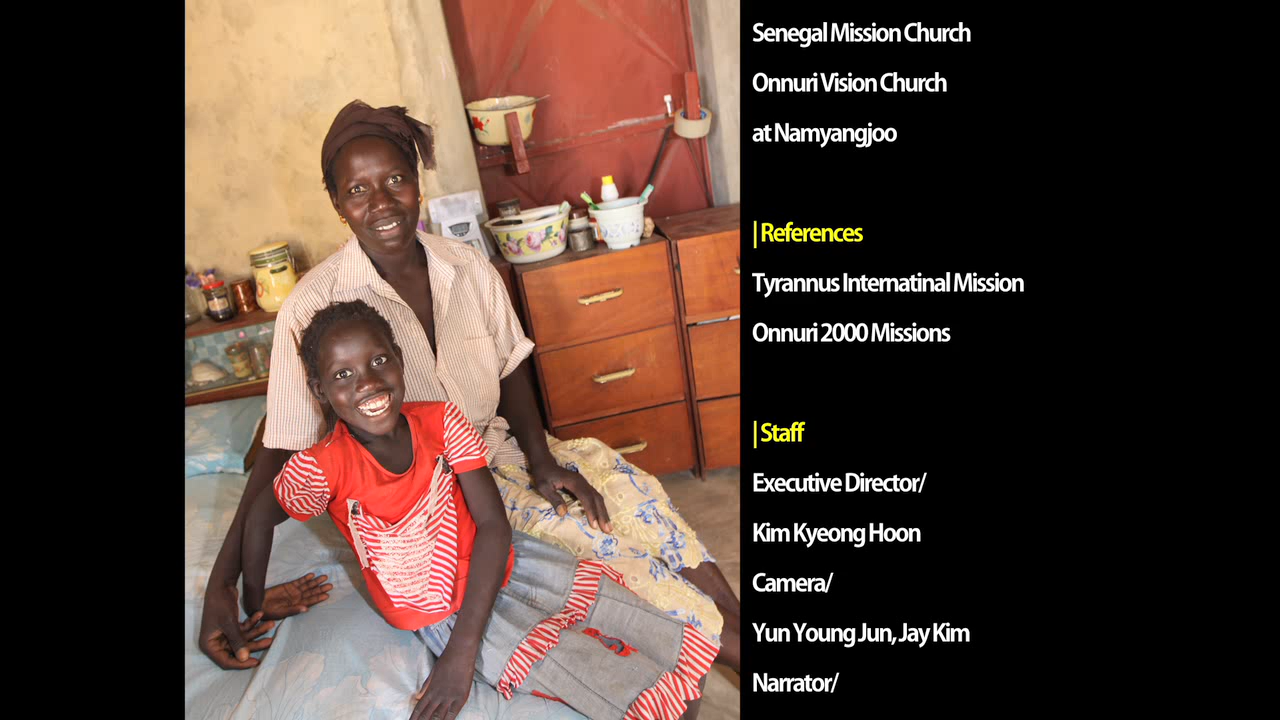 Senegal Mission Church
Onnuri Vision Church
at Namyangjoo
| References
Tyrannus Internatinal Mission
Onnuri 2000 Missions
| Staff
Executive Director/
Kim Kyeong Hoon
Camera/
Yun Young Jun, Jay Kim
Narrator/